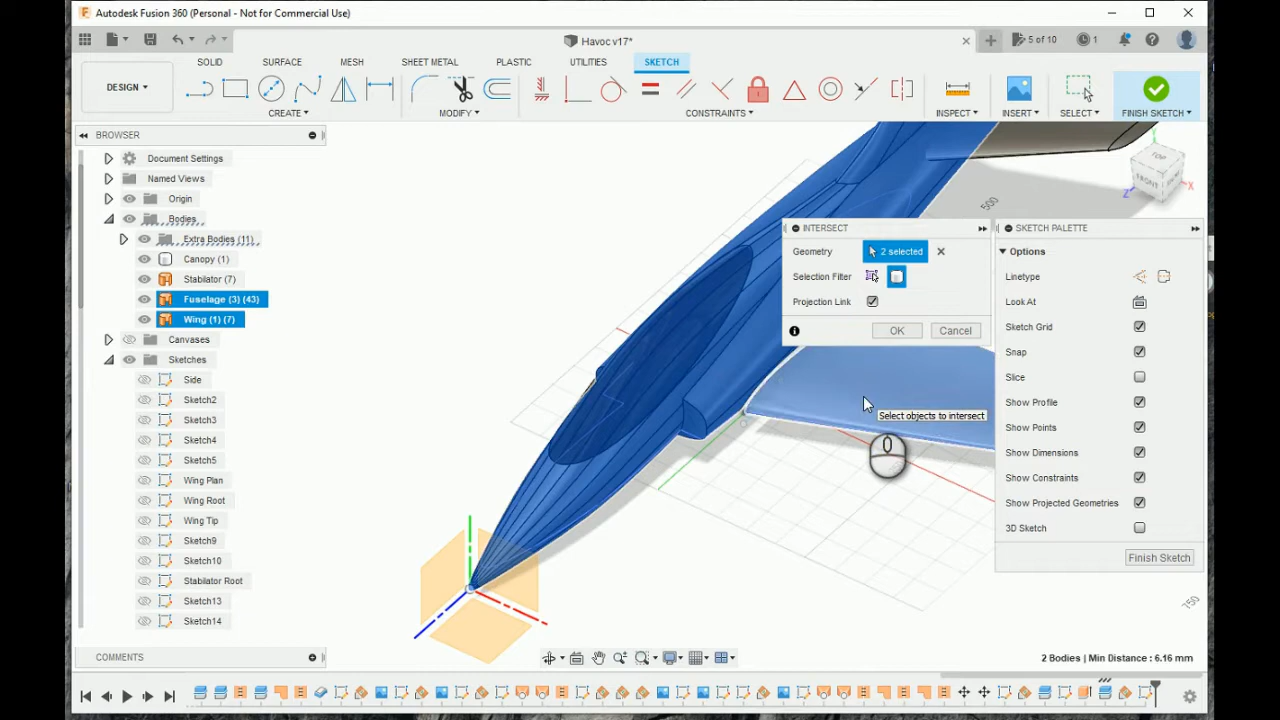 Autodesk Fusion 360 (Personal - Not for Commercial Use)
Havoc v17*
5 of 10
1
DESIGN
SOLID
SURFACE
MESH
SHEET METAL
PLASTIC
UTILITIES
SKETCH
CREATE
MODIFY
CONSTRAINTS
INSPECT
INSERT
SELECT
FINISH SKETCH
BROWSER
Document Settings
Named Views
Origin
Bodies
Extra Bodies (11)
Canopy (1)
Stabilator (7)
Fuselage (3) (43)
Wing (1) (7)
Canvases
Sketches
Side
Sketch2
Sketch3
Sketch4
Sketch5
Wing Plan
Wing Root
Wing Tip
Sketch9
Sketch10
Stabilator Root
Sketch13
Sketch14
COMMENTS
500
TOP
FRONT
Z
X
INTERSECT
Geometry
2 selected
Selection Filter
Projection Link
OK
Cancel
Select objects to intersect
SKETCH PALETTE
Options
Linetype
Look At
Sketch Grid
Snap
Slice
Show Profile
Show Points
Show Dimensions
Show Constraints
Show Projected Geometries
3D Sketch
Finish Sketch
750
2 Bodies | Min Distance : 6.16 mm